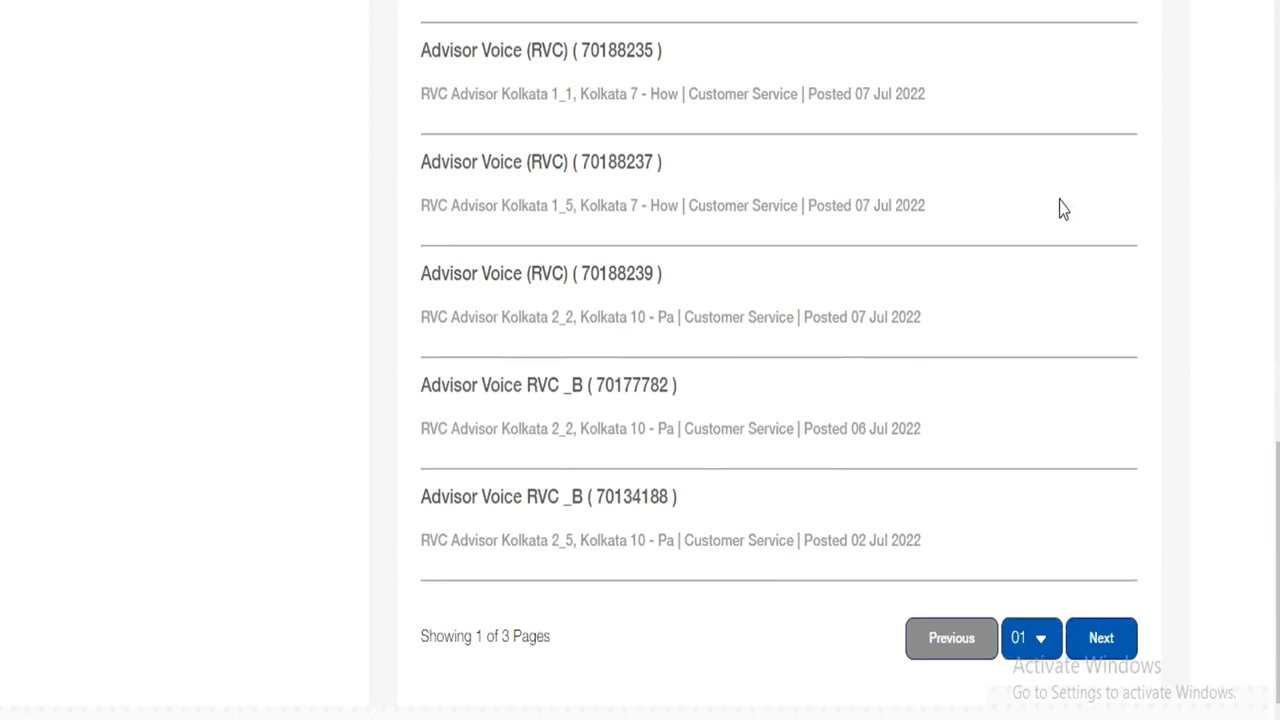 Advisor Voice (RVC) ( 70188235 )
RVC Advisor Kolkata 1_1, Kolkata 7 - How | Customer Service | Posted 07 Jul 2022
Advisor Voice (RVC) ( 70188237 )
RVC Advisor Kolkata 1_5, Kolkata 7 - How | Customer Service | Posted 07 Jul 2022
Advisor Voice (RVC) ( 70188239 )
RVC Advisor Kolkata 2_2, Kolkata 10 - Pa | Customer Service | Posted 07 Jul 2022
Advisor Voice RVC _B ( 70177782 )
RVC Advisor Kolkata 2_2, Kolkata 10 - Pa | Customer Service | Posted 06 Jul 2022
Advisor Voice RVC _B ( 70134188 )
RVC Advisor Kolkata 2_5, Kolkata 10 - Pa | Customer Service | Posted 02 Jul 2022
Showing 1 of 3 Pages Previous 01 Next
Activate Windows
Go to Settings to activate Windows.